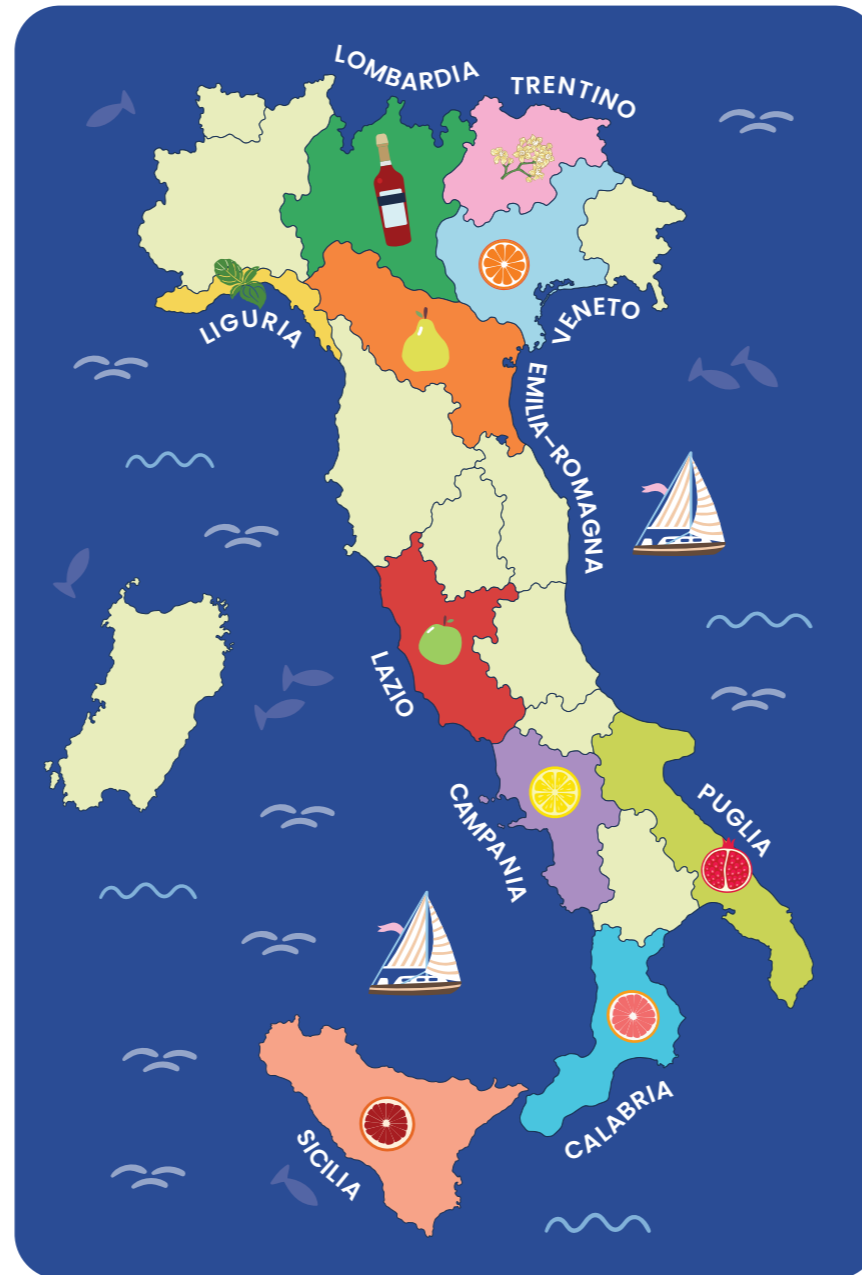 LOMBARDIA
TRENTINO
LIGURIA
VENETO
EMILIA–ROMAGNA
LAZIO
CAMPANIA
PUGLIA
CALABRIA
SICILIA